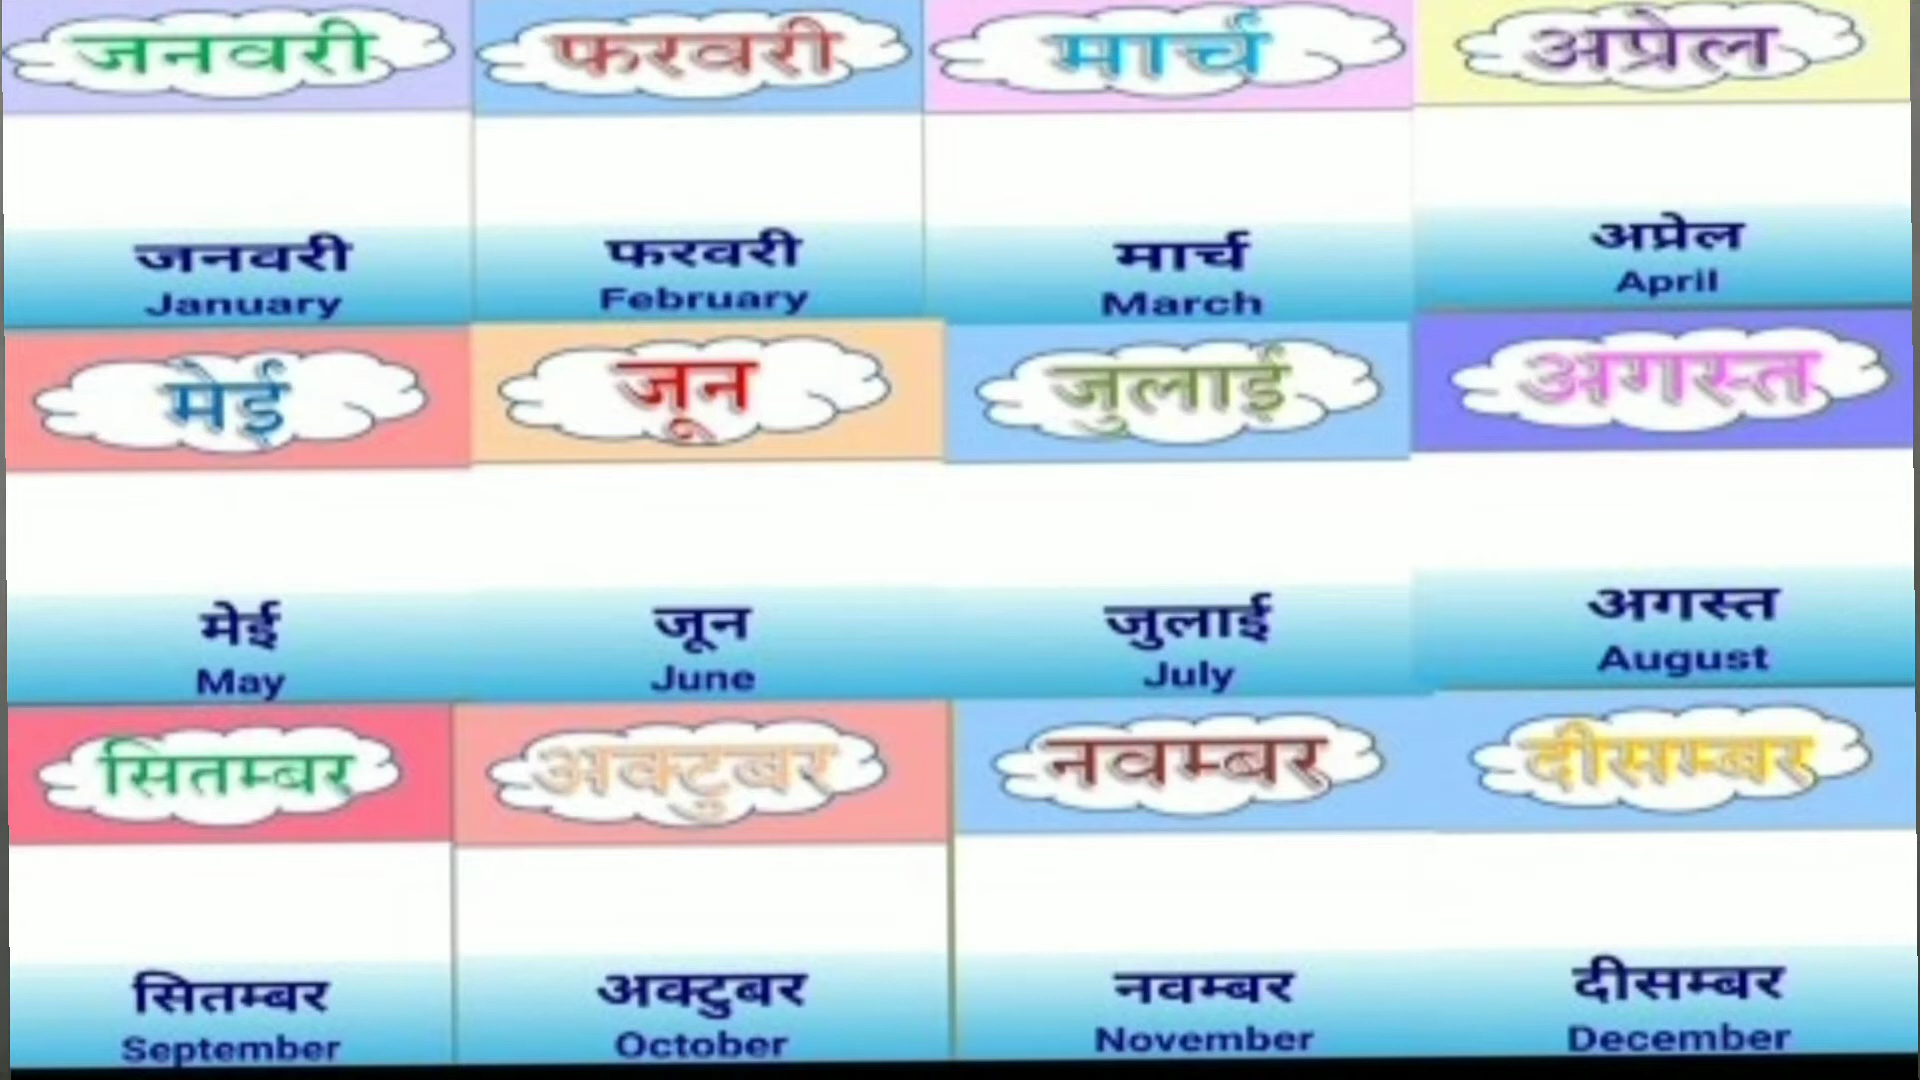 जनवरी फरवरी मार्च अप्रेल
जनवरी फरवरी मार्च अप्रेल
January February March April
मेई जून जुलाई अगस्त
मेई जून जुलाई अगस्त
May June July August
सितम्बर अक्टुबर नवम्बर दीसम्बर
सितम्बर अक्टुबर नवम्बर दीसम्बर
September October November December